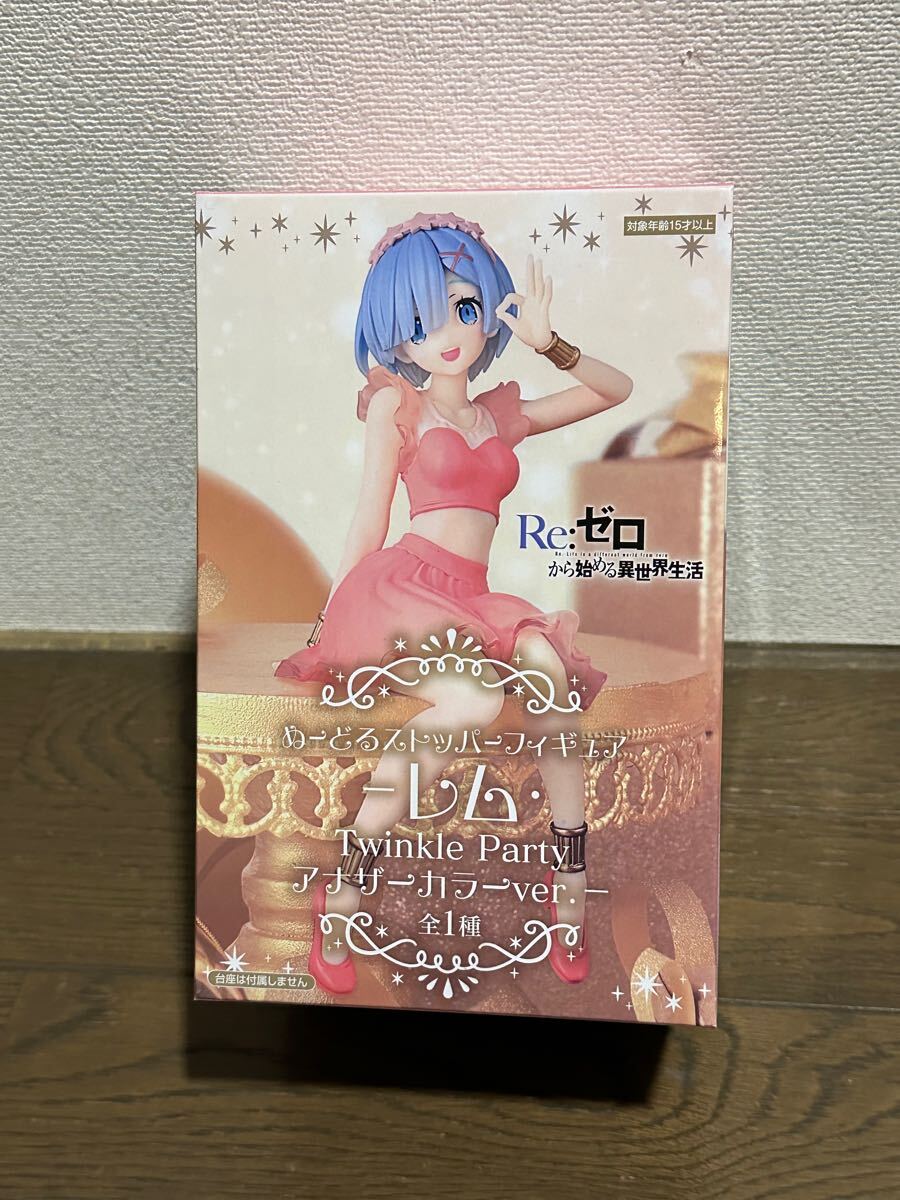 対象年齢15才以上
Re:ゼロ
Re: Life in a different world from zero
から始める異世界生活
ぬーどるストッパーフィギュア
－レム・
Twinkle Party
アナザーカラーver.－
全1種
台座は付属しません